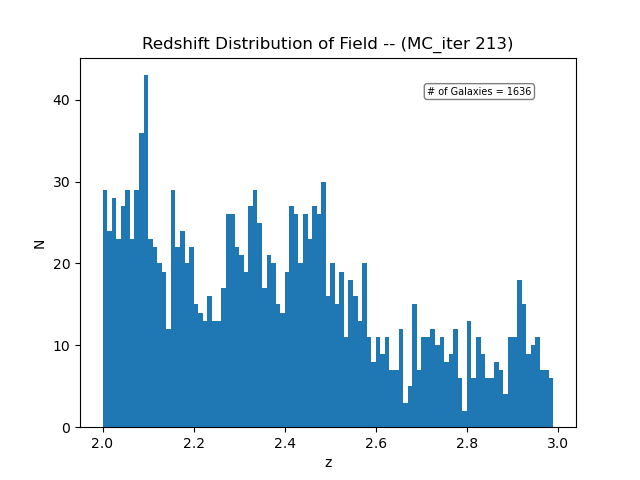 Redshift Distribution of Field -- (MC_iter 213)
# of Galaxies = 1636
40
30
20
10
0
N
2.0 2.2 2.4 2.6 2.8 3.0
z